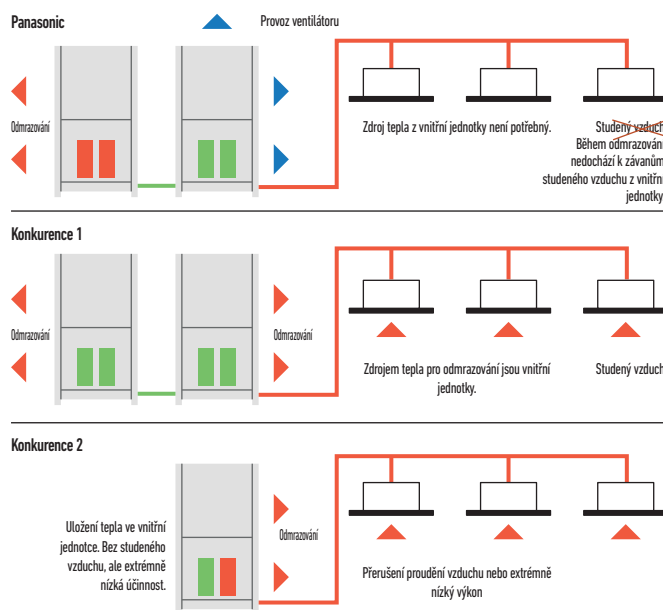 Panasonic
Provoz ventilátoru
Odmrazování
Zdroj tepla z vnitřní jednotky není potřebný.
Studený vzduch
Během odmrazování
nedochází k závanům
studeného vzduchu z vnitřní
jednotky
Konkurence 1
Odmrazování
Odmrazování
Zdrojem tepla pro odmrazování jsou vnitřní
jednotky.
Studený vzduch
Konkurence 2
Uložení tepla ve vnitřní
jednotce. Bez studeného
vzduchu, ale extrémně
nízká účinnost.
Odmrazování
Přerušení proudění vzduchu nebo extrémně
nízký výkon